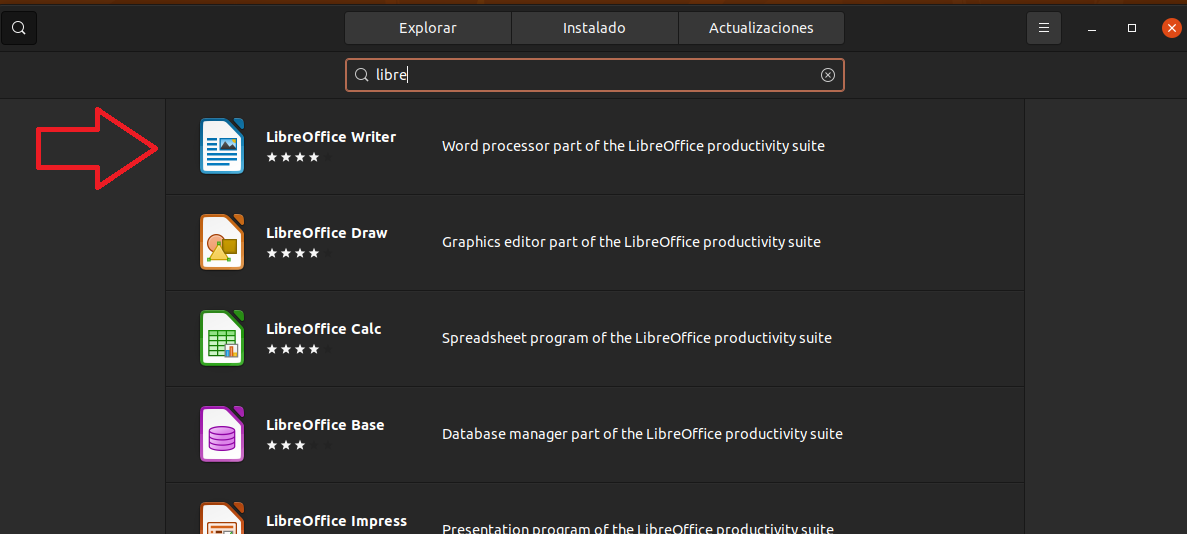 Explorar Instalado Actualizaciones
libre
LibreOffice Writer
Word processor part of the LibreOffice productivity suite
LibreOffice Draw
Graphics editor part of the LibreOffice productivity suite
LibreOffice Calc
Spreadsheet program of the LibreOffice productivity suite
LibreOffice Base
Database manager part of the LibreOffice productivity suite
LibreOffice Impress
Presentation program of the LibreOffice productivity suite